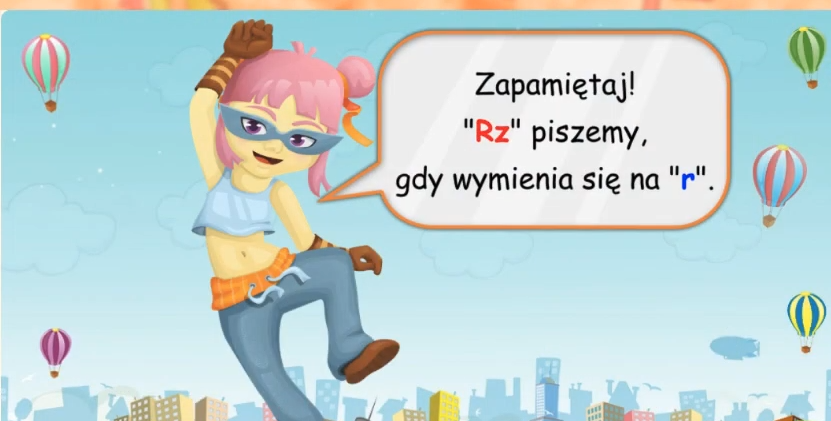 Zapamiętaj!
"Rz" piszemy,
gdy wymienia się na "r".